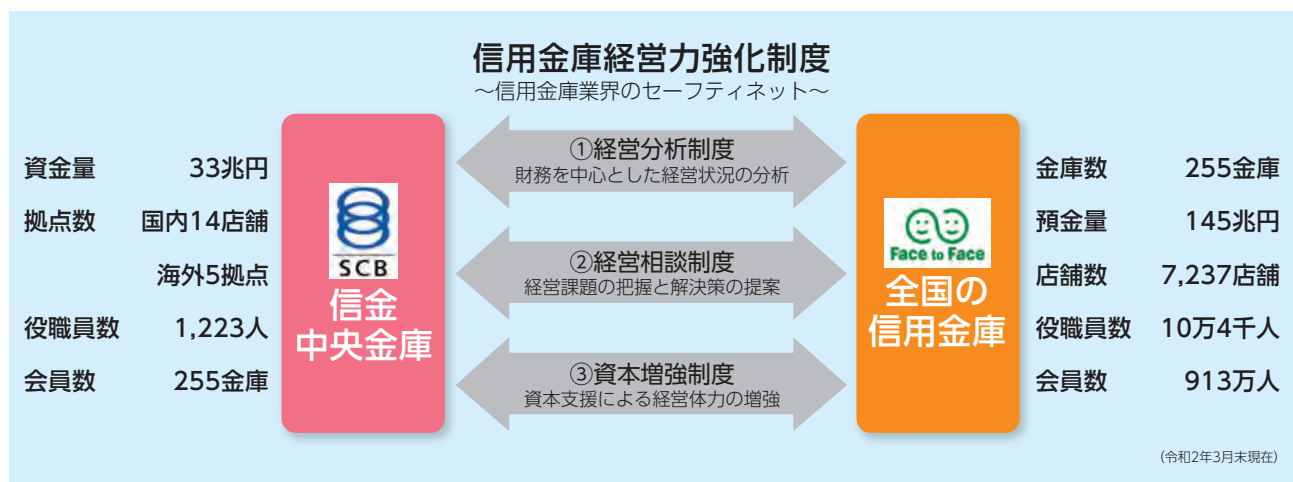 信用金庫経営力強化制度
～信用金庫業界のセーフティネット～
資金量 33兆円
拠点数 国内14店舗
海外5拠点
役職員数 1,223人
会員数 255金庫
SCB
信金
中央金庫
①経営分析制度
財務を中心とした経営状況の分析
②経営相談制度
経営課題の把握と解決策の提案
③資本増強制度
資本支援による経営体力の増強
Face to Face
全国の
信用金庫
金庫数 255金庫
預金量 145兆円
店舗数 7,237店舗
役職員数 10万4千人
会員数 913万人
(令和2年3月末現在)